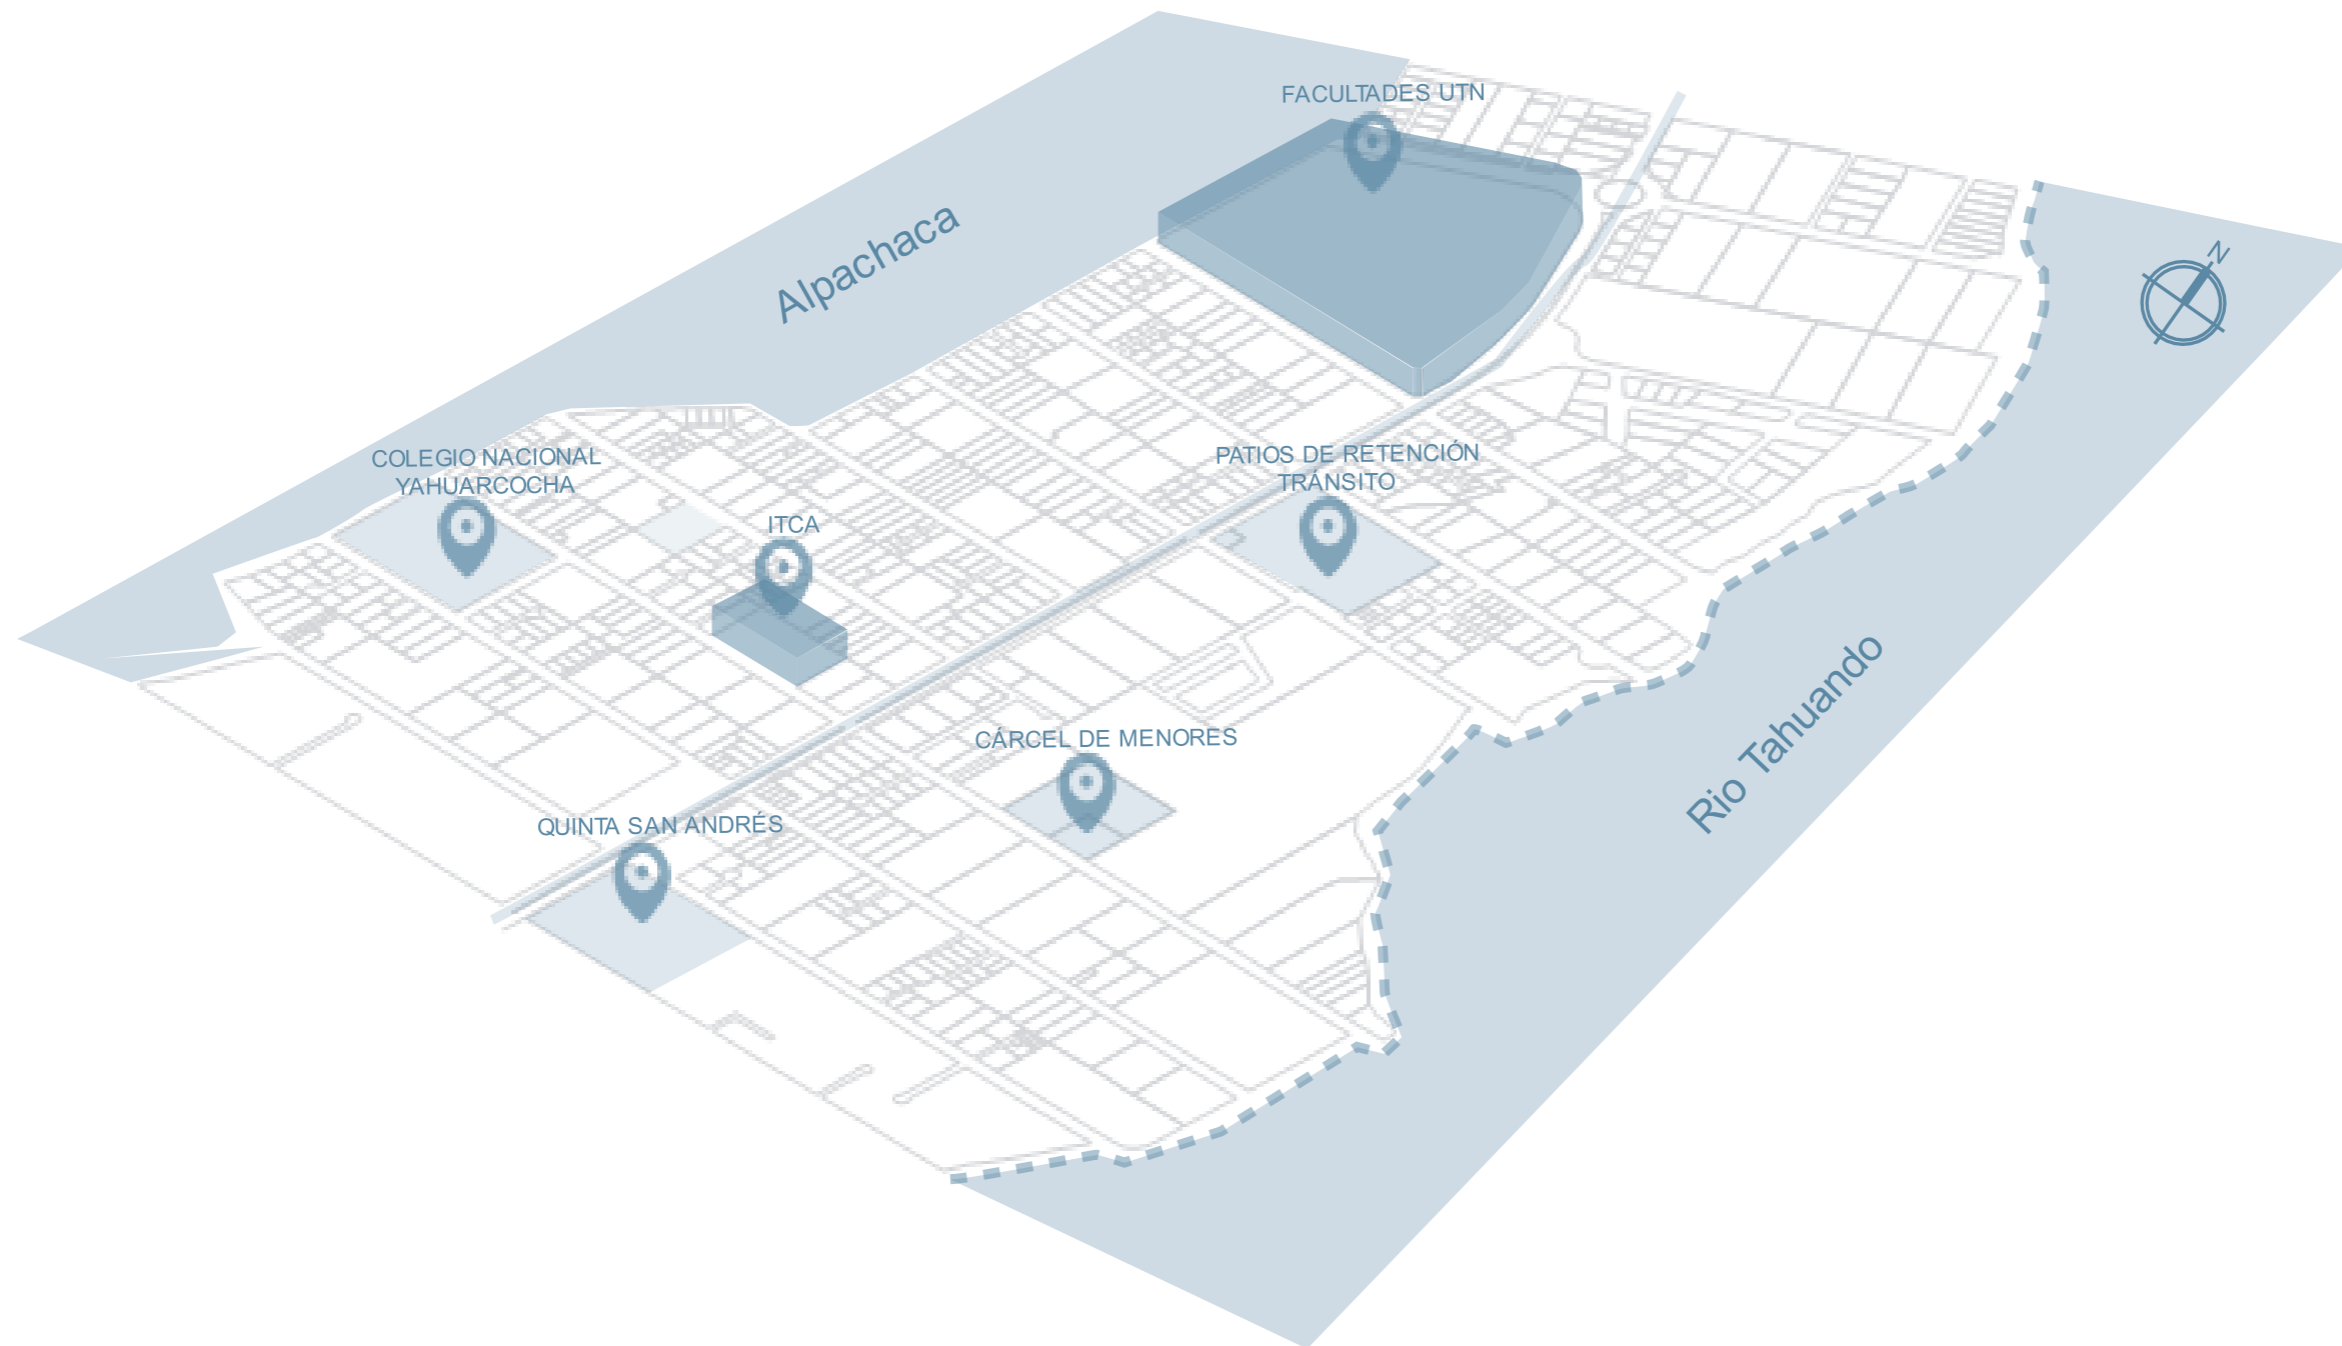 FACULTADES UTN
Alpachaca
N
COLEGIO NACIONAL
YAHUARCOCHA
PATIOS DE RETENCIÓN
TRÁNSITO
ITCA
Rio Tahuando
CÁRCEL DE MENORES
QUINTA SAN ANDRÉS